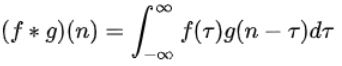 (f ∗ g)(n) = ∫_{−∞}^{∞} f(τ)g(n − τ)dτ